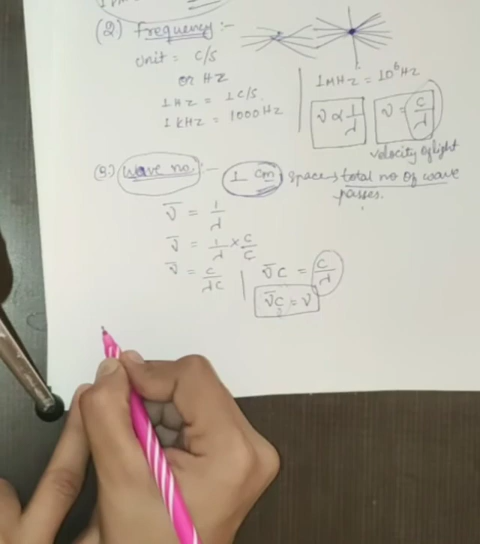 (2) Frequency :-
Unit = C/S
or HZ
1 HZ = 1 C/S.
1 KHZ = 1000 HZ
1 MHZ = 10⁶ HZ
ν ∝ 1/λ
ν = C/λ
velocity of light
(3) Wave no. :- 1 cm space total no of wave
passes.
ν̅ = 1/λ
ν̅ = 1/λ × C/C
ν̅ = C/λC
ν̅C = C/λ
ν̅C = ν